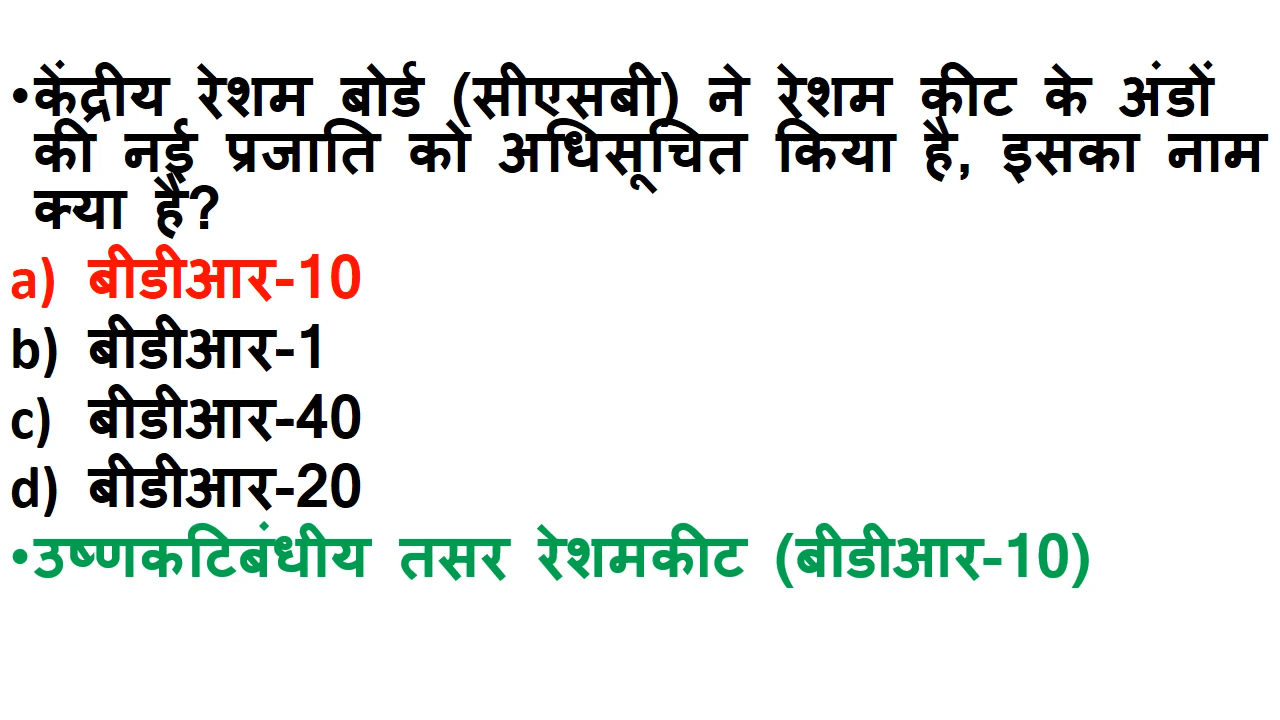 •केंद्रीय रेशम बोर्ड (सीएसबी) ने रेशम कीट के अंडों
की नई प्रजाति को अधिसूचित किया है, इसका नाम
क्या है?
a) बीडीआर-10
b) बीडीआर-1
c) बीडीआर-40
d) बीडीआर-20
•उष्णकटिबंधीय तसर रेशमकीट (बीडीआर-10)